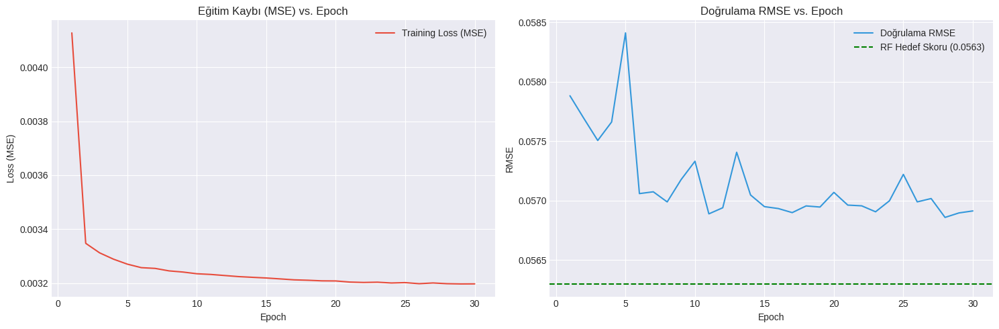 Eğitim Kaybı (MSE) vs. Epoch
Training Loss (MSE)
Loss (MSE)
0.0040
0.0038
0.0036
0.0034
0.0032
0 5 10 15 20 25 30
Epoch
Doğrulama RMSE vs. Epoch
Doğrulama RMSE
RF Hedef Skoru (0.0563)
RMSE
0.0585
0.0580
0.0575
0.0570
0.0565
0 5 10 15 20 25 30
Epoch